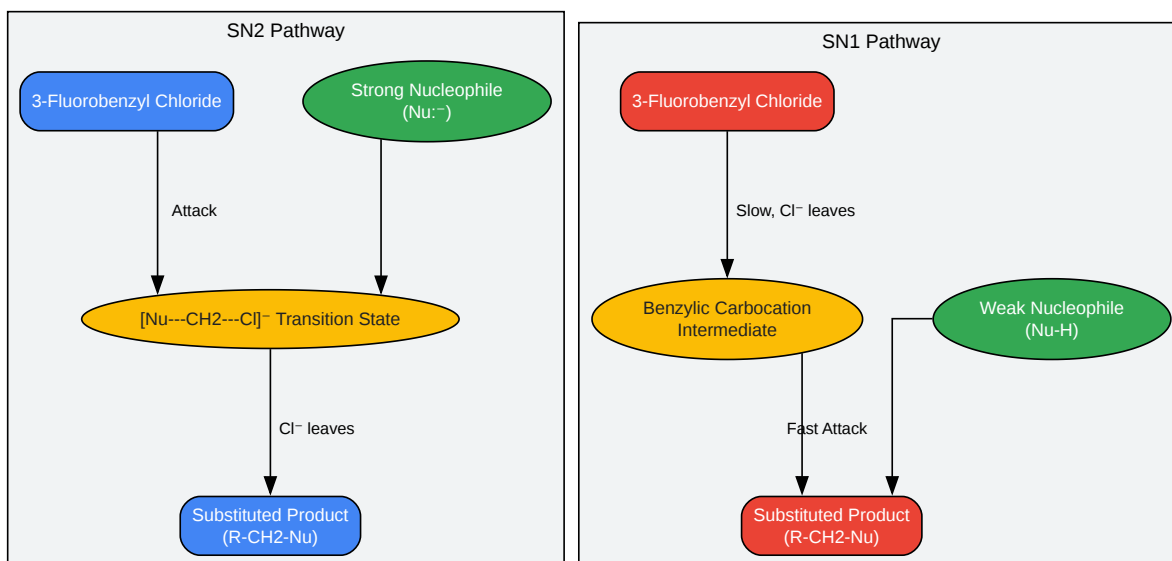 SN2 Pathway
3-Fluorobenzyl Chloride
Strong Nucleophile
(Nu:⁻)
Attack
[Nu---CH2---Cl]⁻ Transition State
Cl⁻ leaves
Substituted Product
(R-CH2-Nu)
SN1 Pathway
3-Fluorobenzyl Chloride
Slow, Cl⁻ leaves
Benzylic Carbocation
Intermediate
Weak Nucleophile
(Nu-H)
Fast Attack
Substituted Product
(R-CH2-Nu)